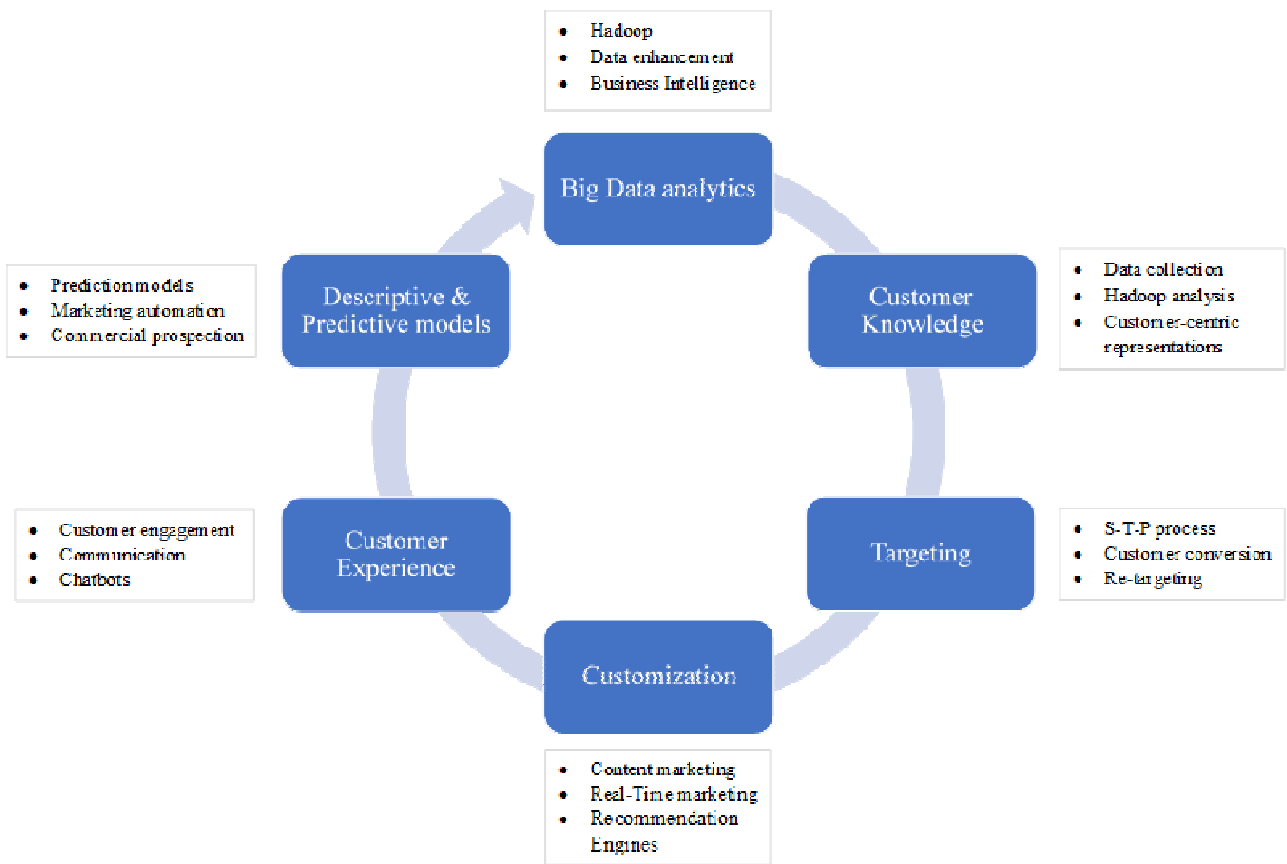 ● Hadoop
● Data enhancement
● Business Intelligence
Big Data analytics
Customer
Knowledge
● Data collection
● Hadoop analysis
● Customer-centric
representations
Targeting
● S-T-P process
● Customer conversion
● Re-targeting
Customization
● Content marketing
● Real-Time marketing
● Recommendation
Engines
Customer
Experience
● Customer engagement
● Communication
● Chatbots
Descriptive &
Predictive models
● Prediction models
● Marketing automation
● Commercial prospection